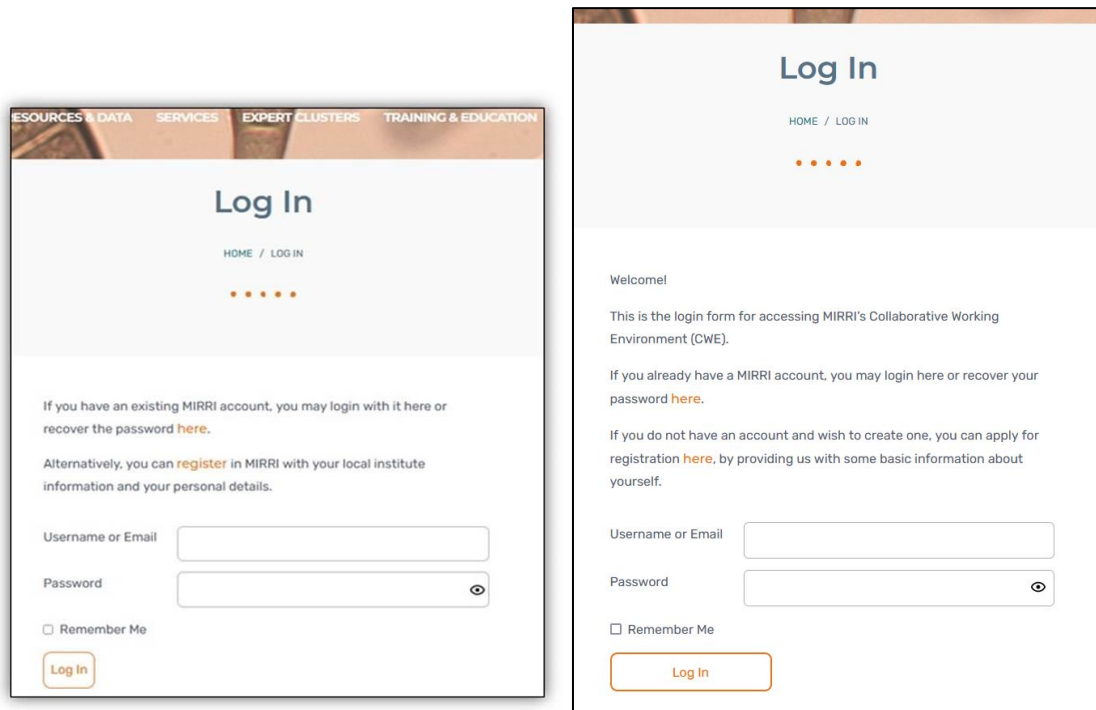 RESOURCES & DATA SERVICES EXPERT CLUSTERS TRAINING & EDUCATION
Log In
HOME / LOG IN
If you have an existing MIRRI account, you may login with it here or
recover the password here.
Alternatively, you can register in MIRRI with your local institute
information and your personal details.
Username or Email
Password
Remember Me
Log In
Log In
HOME / LOG IN
Welcome!
This is the login form for accessing MIRRI's Collaborative Working
Environment (CWE).
If you already have a MIRRI account, you may login here or recover your
password here.
If you do not have an account and wish to create one, you can apply for
registration here, by providing us with some basic information about
yourself.
Username or Email
Password
Remember Me
Log In